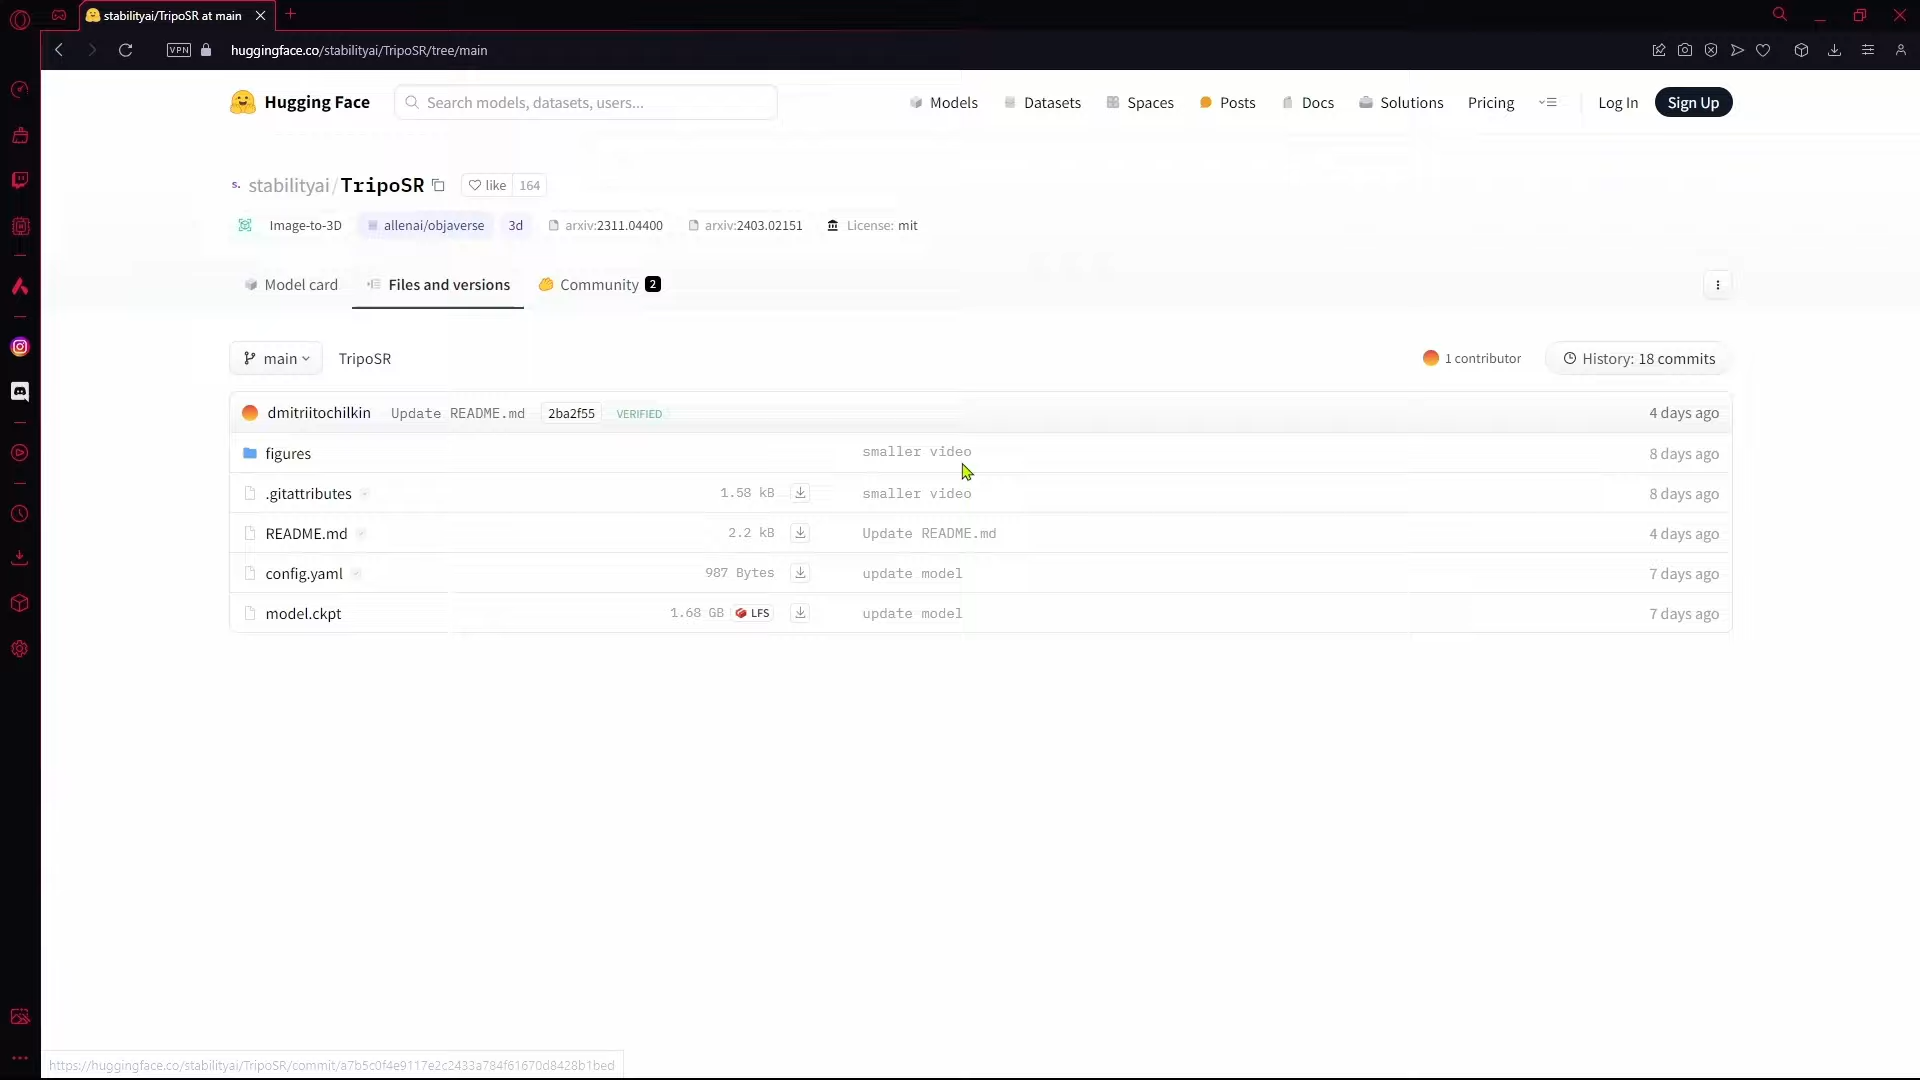 stabilityai/TripoSR at main
VPN huggingface.co/stabilityai/TripoSR/tree/main
Hugging Face Search models, datasets, users... Models Datasets Spaces Posts Docs Solutions Pricing Log In Sign Up
S. stabilityai/TripoSR like 164
Image-to-3D allenai/objaverse 3d arxiv:2311.04400 arxiv:2403.02151 License: mit
Model card Files and versions Community 2
main TripoSR 1 contributor History: 18 commits
dmitriitochilkin Update README.md 2ba2f55 VERIFIED 4 days ago
figures smaller video 8 days ago
.gitattributes 1.58 kB smaller video 8 days ago
README.md 2.2 kB Update README.md 4 days ago
config.yaml 987 Bytes update model 7 days ago
model.ckpt 1.68 GB LFS update model 7 days ago
https://huggingface.co/stabilityai/TripoSR/commit/a7b5c0f4e9117e2c2433a784f61670d8428b1bed